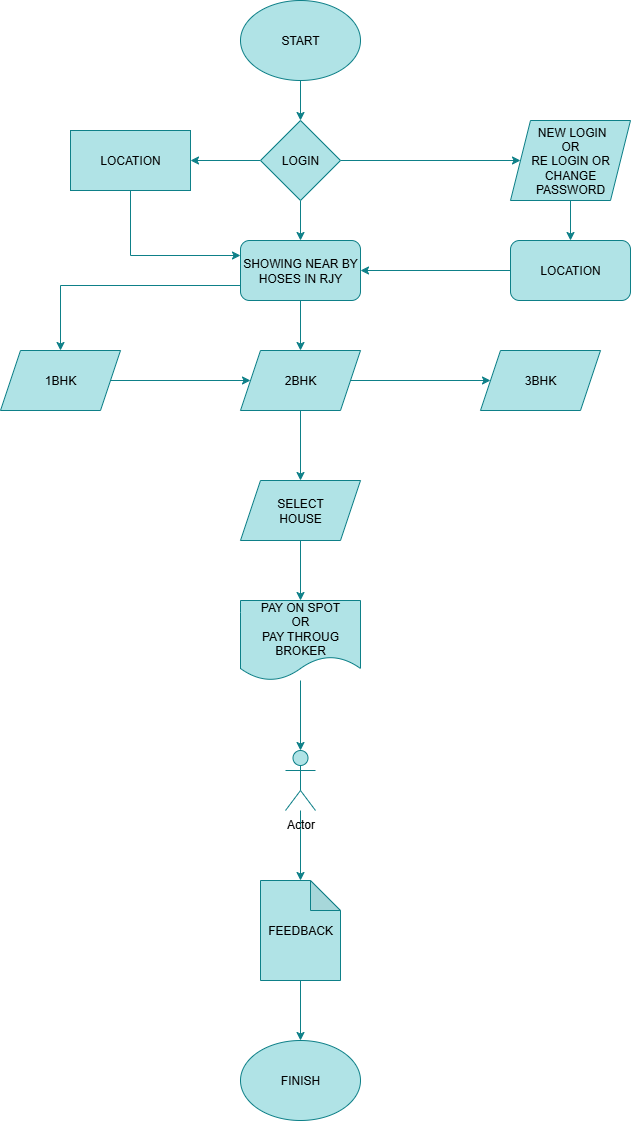 START
LOCATION
LOGIN
NEW LOGIN
OR
RE LOGIN OR
CHANGE
PASSWORD
SHOWING NEAR BY
HOSES IN RJY
LOCATION
1BHK
2BHK
3BHK
SELECT
HOUSE
PAY ON SPOT
OR
PAY THROUG
BROKER
Actor
FEEDBACK
FINISH